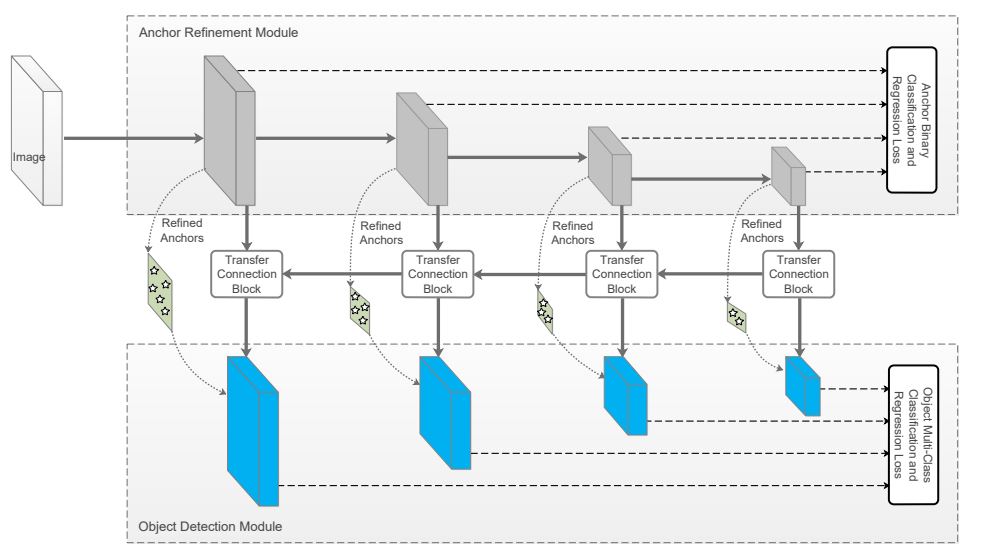 Anchor Refinement Module
Image
Anchor Binary
Classification and
Regression Loss
Refined
Anchors
Refined
Anchors
Refined
Anchors
Refined
Anchors
Transfer
Connection
Block
Transfer
Connection
Block
Transfer
Connection
Block
Transfer
Connection
Block
Object Multi-Class
Classification and
Regression Loss
Object Detection Module